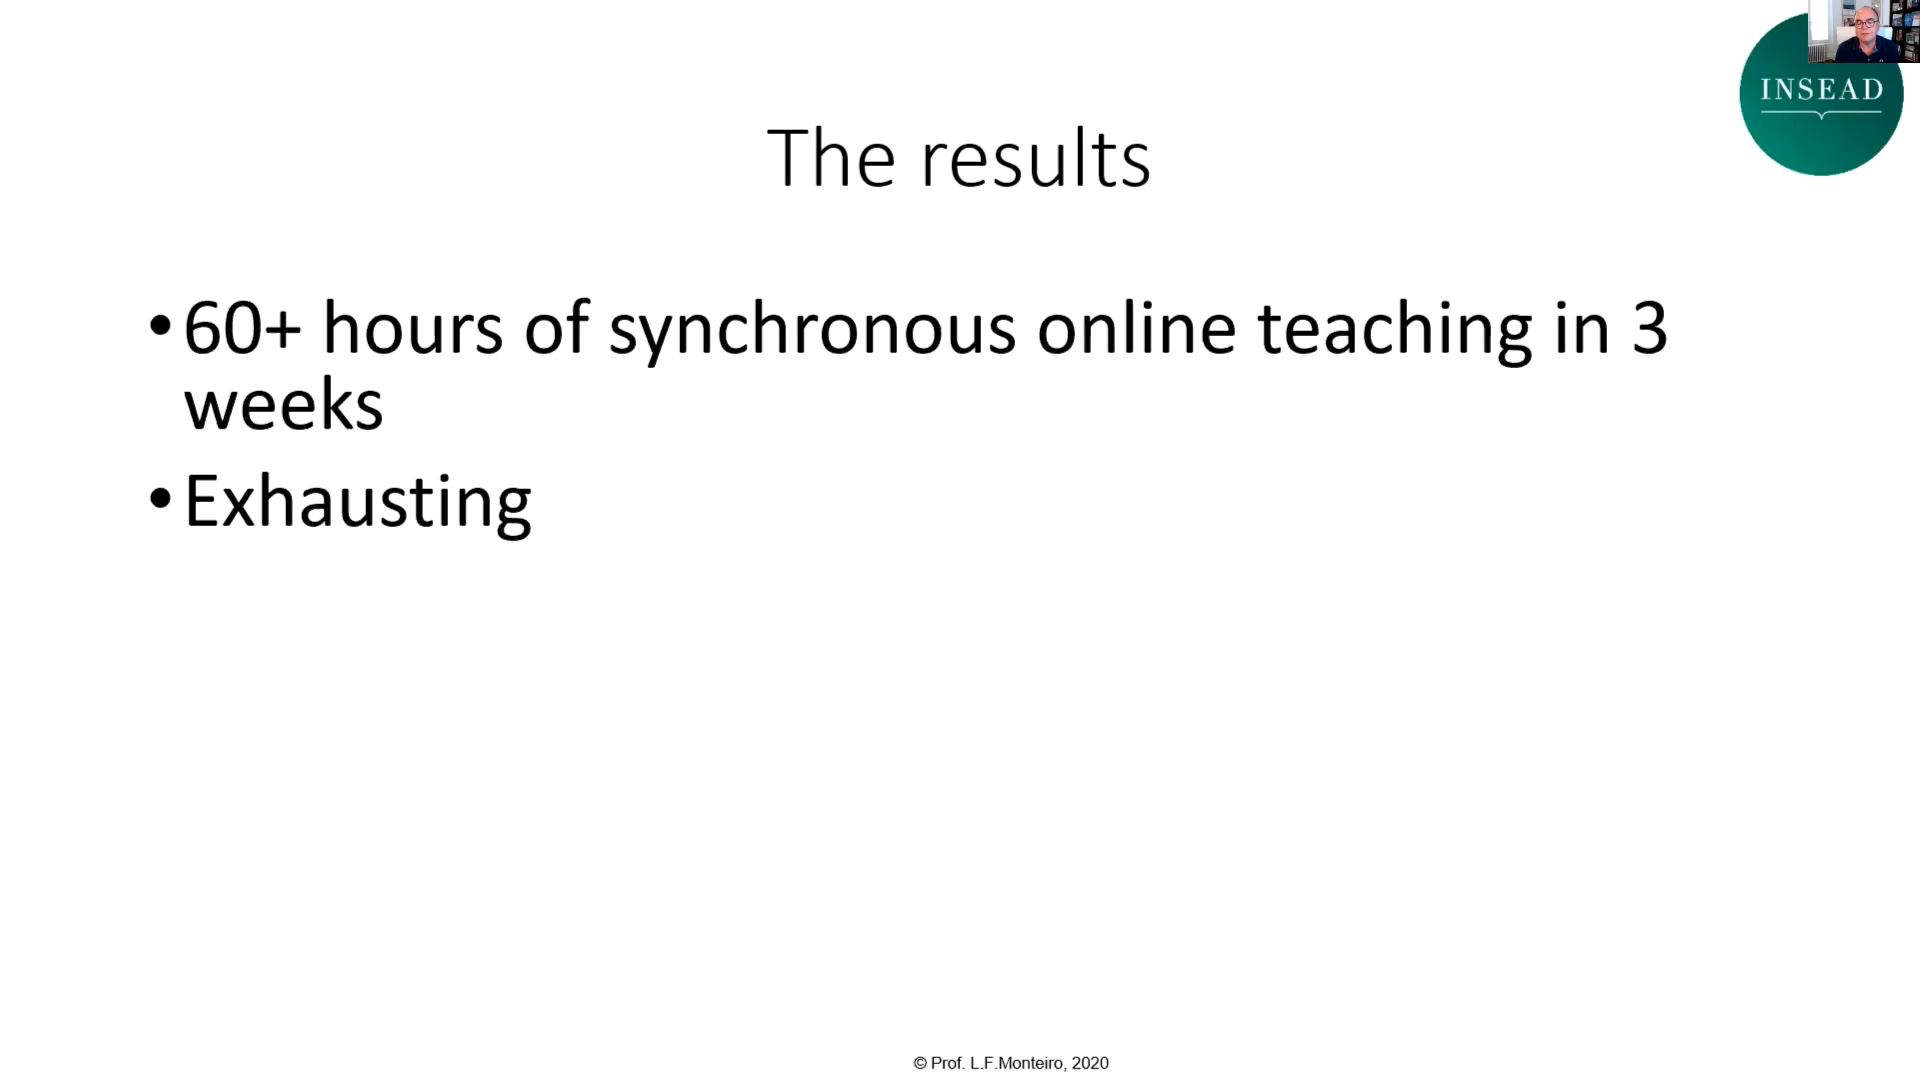 INSEAD
The results
•60+ hours of synchronous online teaching in 3
weeks
•Exhausting
© Prof. L.F.Monteiro, 2020